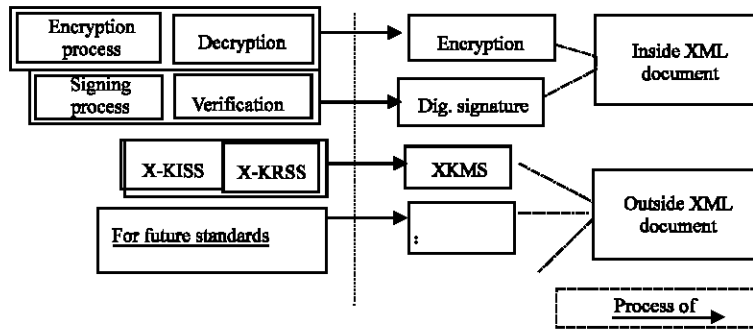 Encryption
process
Decryption
Encryption
Inside XML
document
Signing
process
Verification
Dig. signature
X-KISS
X-KRSS
XKMS
Outside XML
document
For future standards
:
Process of